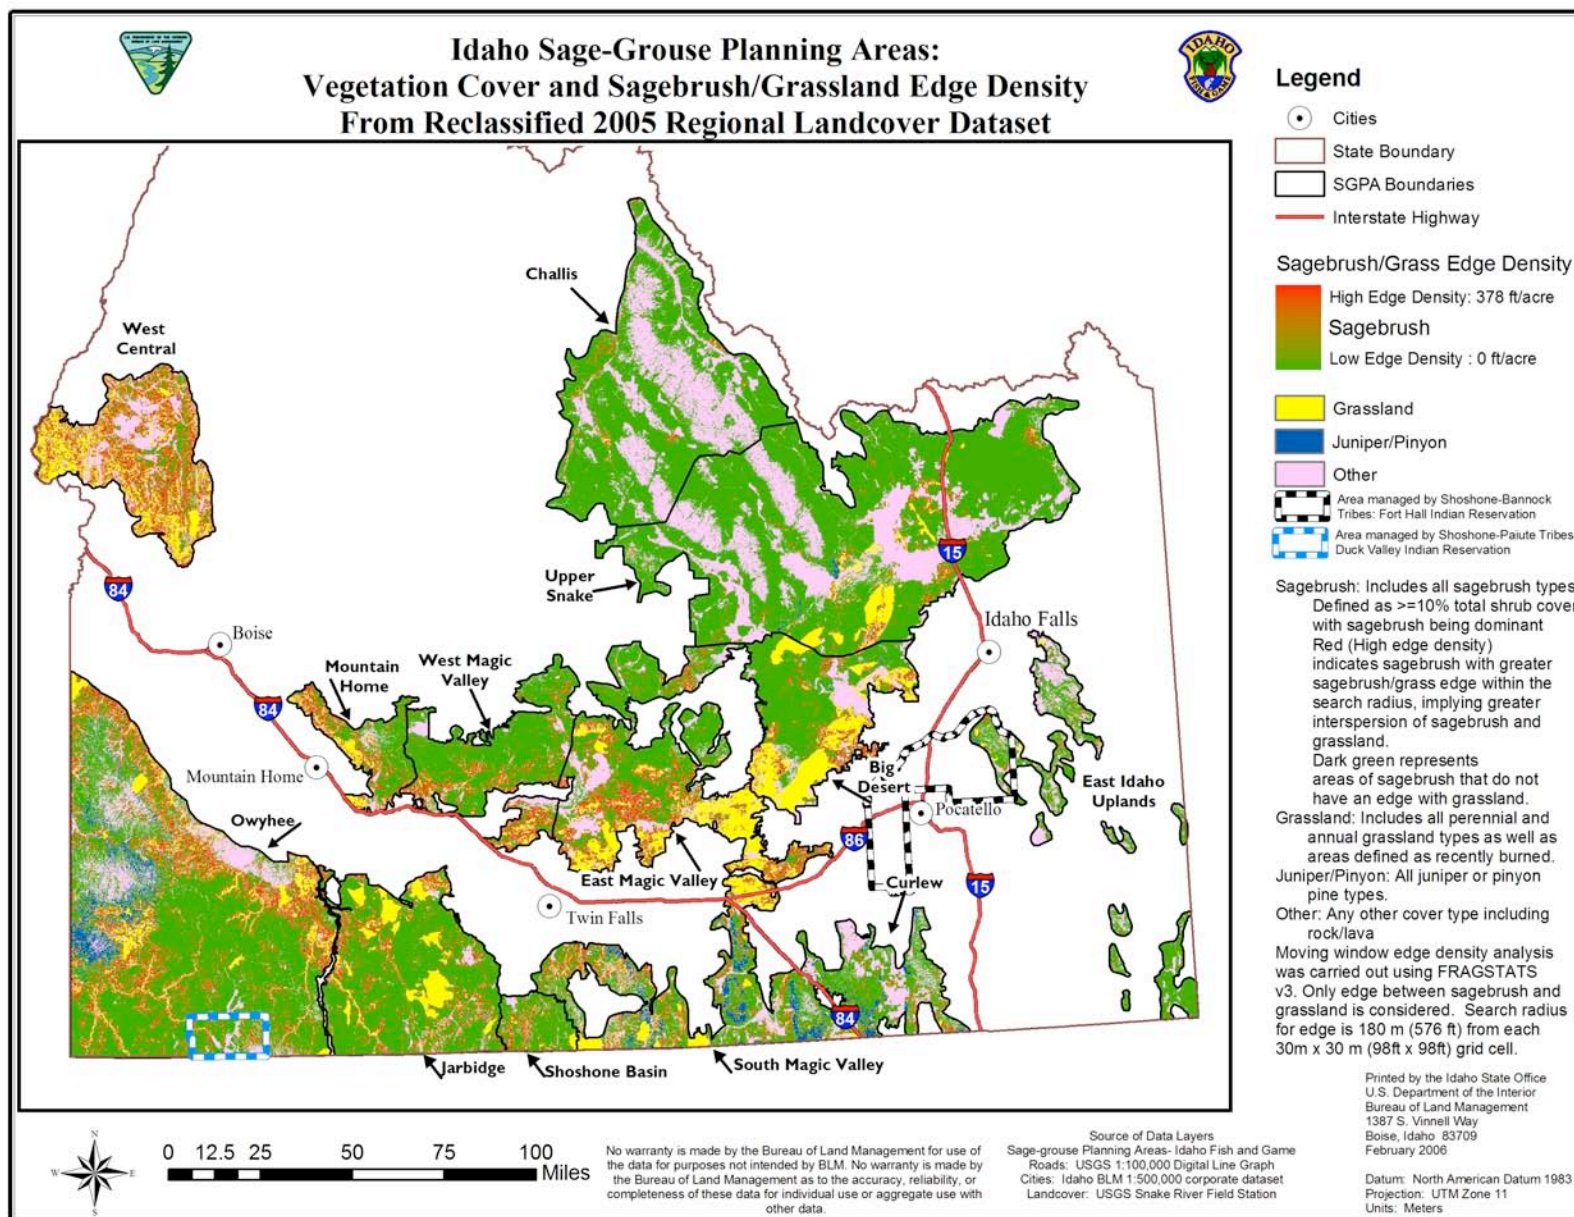 Idaho Sage-Grouse Planning Areas:
Vegetation Cover and Sagebrush/Grassland Edge Density
From Reclassified 2005 Regional Landcover Dataset
IDAHO
FISH & GAME
Legend
Cities
State Boundary
SGPA Boundaries
Interstate Highway
Sagebrush/Grass Edge Density
High Edge Density: 378 ft/acre
Sagebrush
Low Edge Density : 0 ft/acre
Grassland
Juniper/Pinyon
Other
Area managed by Shoshone-Bannock
Tribes: Fort Hall Indian Reservation
Area managed by Shoshone-Paiute Tribes
Duck Valley Indian Reservation
Sagebrush: Includes all sagebrush types
Defined as >=10% total shrub cover
with sagebrush being dominant
Red (High edge density)
indicates sagebrush with greater
sagebrush/grass edge within the
search radius, implying greater
interspersion of sagebrush and
grassland.
Dark green represents
areas of sagebrush that do not
have an edge with grassland.
Grassland: Includes all perennial and
annual grassland types as well as
areas defined as recently burned.
Juniper/Pinyon: All juniper or pinyon
pine types.
Other: Any other cover type including
rock/lava
Moving window edge density analysis
was carried out using FRAGSTATS
v3. Only edge between sagebrush and
grassland is considered. Search radius
for edge is 180 m (576 ft) from each
30m x 30 m (98ft x 98ft) grid cell.
Printed by the Idaho State Office
U.S. Department of the Interior
Bureau of Land Management
1387 S. Vinnell Way
Boise, Idaho 83709
February 2006
Datum: North American Datum 1983
Projection: UTM Zone 11
Units: Meters
Challis
West
Central
15
Upper
Snake
84
Boise
Idaho Falls
Mountain
Home
West Magic
Valley
84
Mountain Home
Big
Desert
East Idaho
Uplands
Pocatello
Owyhee
86
East Magic Valley
Curlew
15
Twin Falls
84
Jarbidge
Shoshone Basin
South Magic Valley
N
W
E
S
0 12.5 25 50 75 100
Miles
No warranty is made by the Bureau of Land Management for use of
the data for purposes not intended by BLM. No warranty is made by
the Bureau of Land Management as to the accuracy, reliability, or
completeness of these data for individual use or aggregate use with
other data.
Source of Data Layers
Sage-grouse Planning Areas- Idaho Fish and Game
Roads: USGS 1:100,000 Digital Line Graph
Cities: Idaho BLM 1:500,000 corporate dataset
Landcover: USGS Snake River Field Station